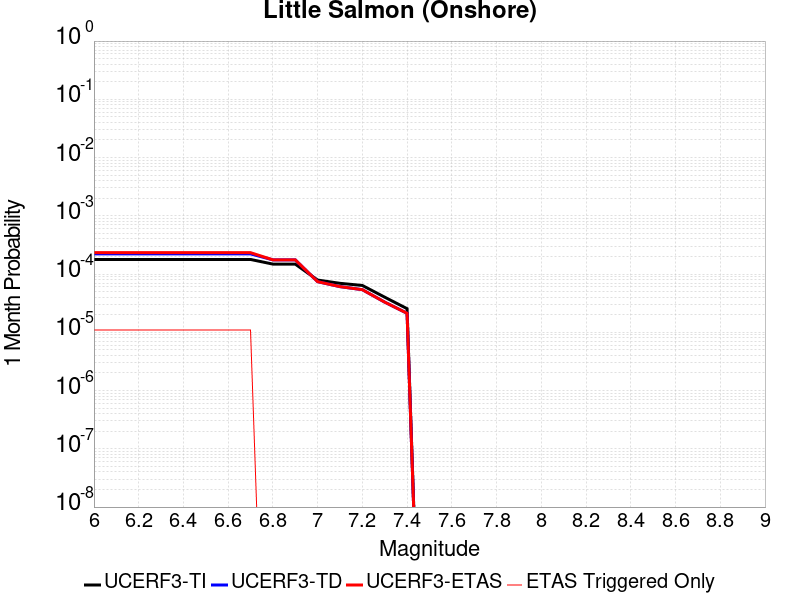 Little Salmon (Onshore)
10^0
10^-1
10^-2
10^-3
10^-4
10^-5
10^-6
10^-7
10^-8
1 Month Probability
6 6.2 6.4 6.6 6.8 7 7.2 7.4 7.6 7.8 8 8.2 8.4 8.6 8.8 9
Magnitude
UCERF3-TI UCERF3-TD UCERF3-ETAS ETAS Triggered Only